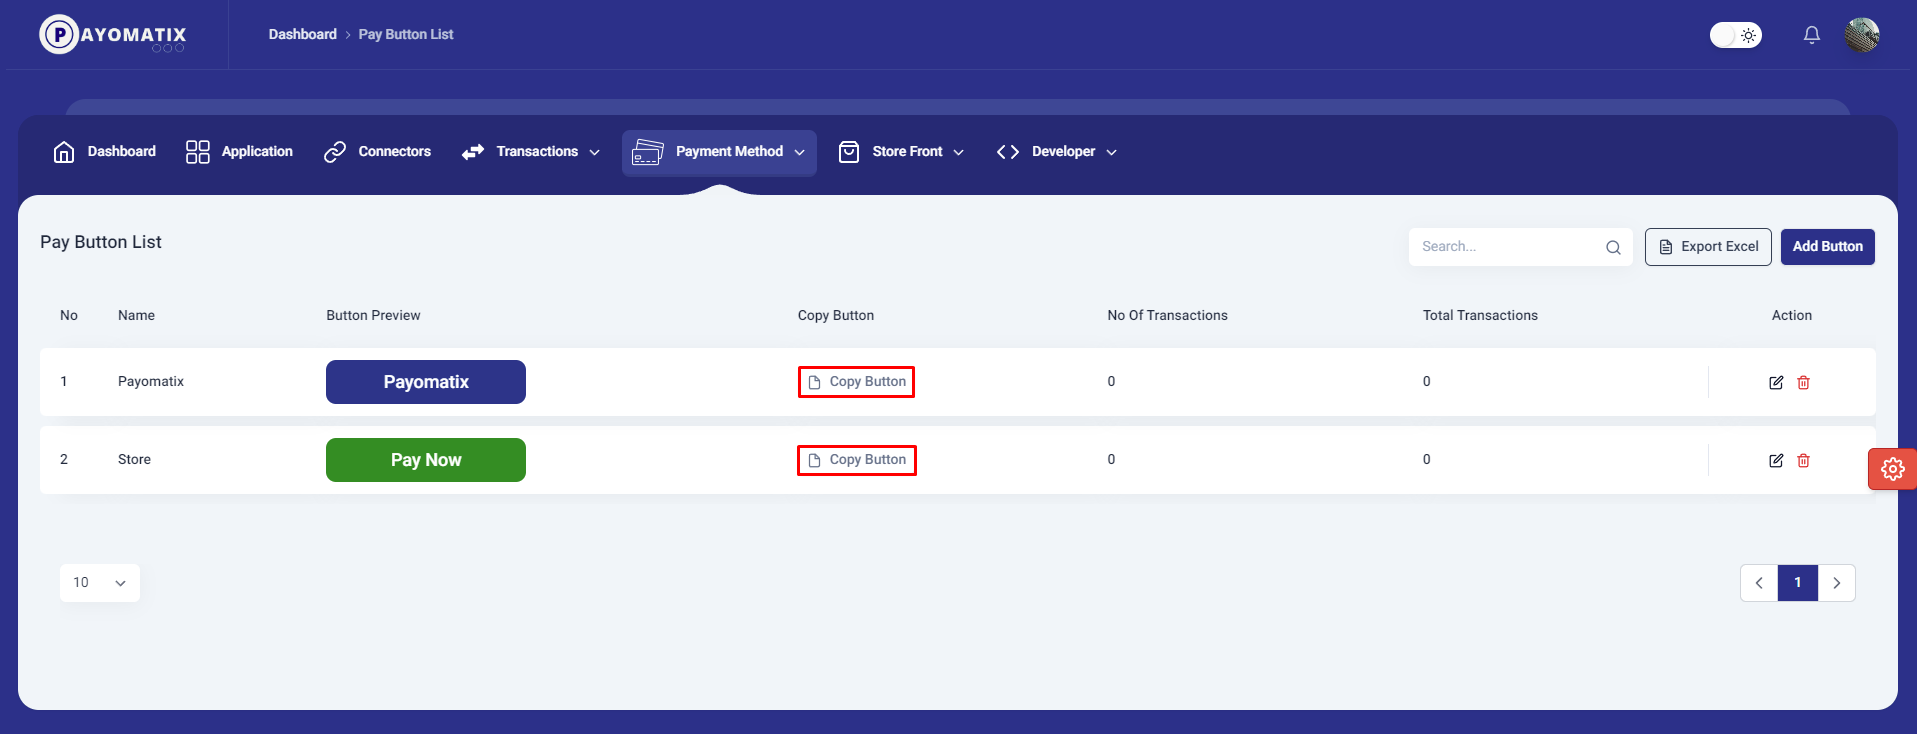 PAYOMATIX
Dashboard > Pay Button List
Dashboard Application Connectors Transactions Payment Method Store Front Developer
Pay Button List Search... Export Excel Add Button
No Name Button Preview Copy Button No Of Transactions Total Transactions Action
1 Payomatix Payomatix Copy Button 0 0
2 Store Pay Now Copy Button 0 0
10 < 1 >